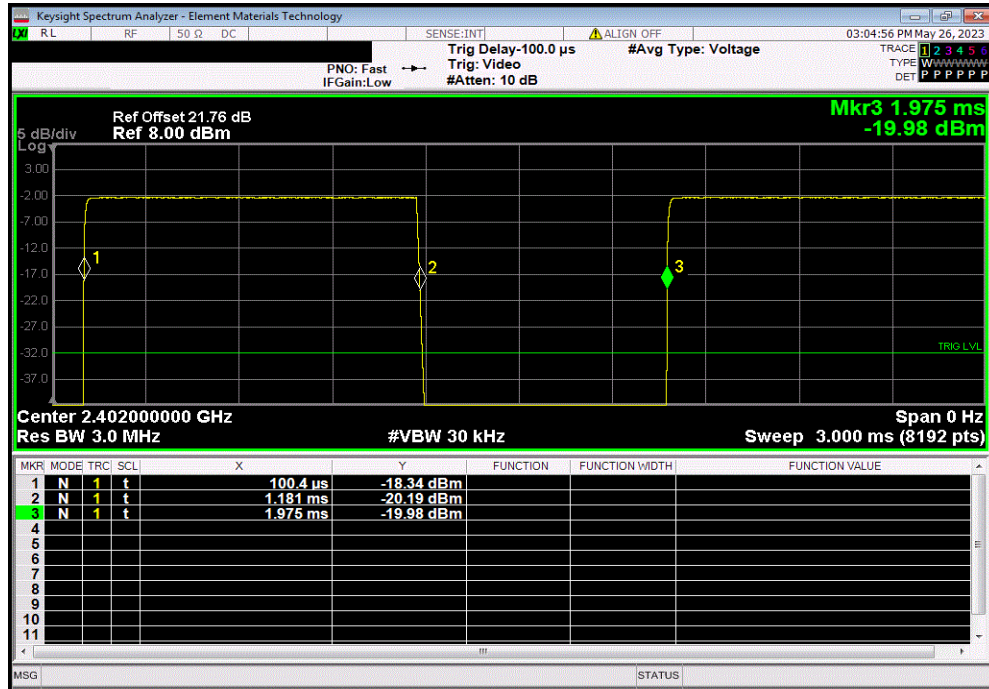 Keysight Spectrum Analyzer - Element Materials Technology
LXI RL RF 50 Ω DC SENSE:INT ALIGN OFF 03:04:56 PM May 26, 2023
Trig Delay-100.0 µs #Avg Type: Voltage TRACE 1 2 3 4 5 6
PNO: Fast Trig: Video TYPE WWWWWW
IFGain:Low #Atten: 10 dB DET P P P P P P
Mkr3 1.975 ms
-19.98 dBm
Ref Offset 21.76 dB
5 dB/div Ref 8.00 dBm
Log
3.00
-2.00
-7.00
-12.0
1
2
3
-17.0
-22.0
-27.0
-32.0
TRIG LVL
-37.0
Center 2.402000000 GHz Span 0 Hz
Res BW 3.0 MHz #VBW 30 kHz Sweep 3.000 ms (8192 pts)
MKR MODE TRC SCL X Y FUNCTION FUNCTION WIDTH FUNCTION VALUE
1 N 1 t 100.4 µs -18.34 dBm
2 N 1 t 1.181 ms -20.19 dBm
3 N 1 t 1.975 ms -19.98 dBm
4
5
6
7
8
9
10
11
MSG STATUS